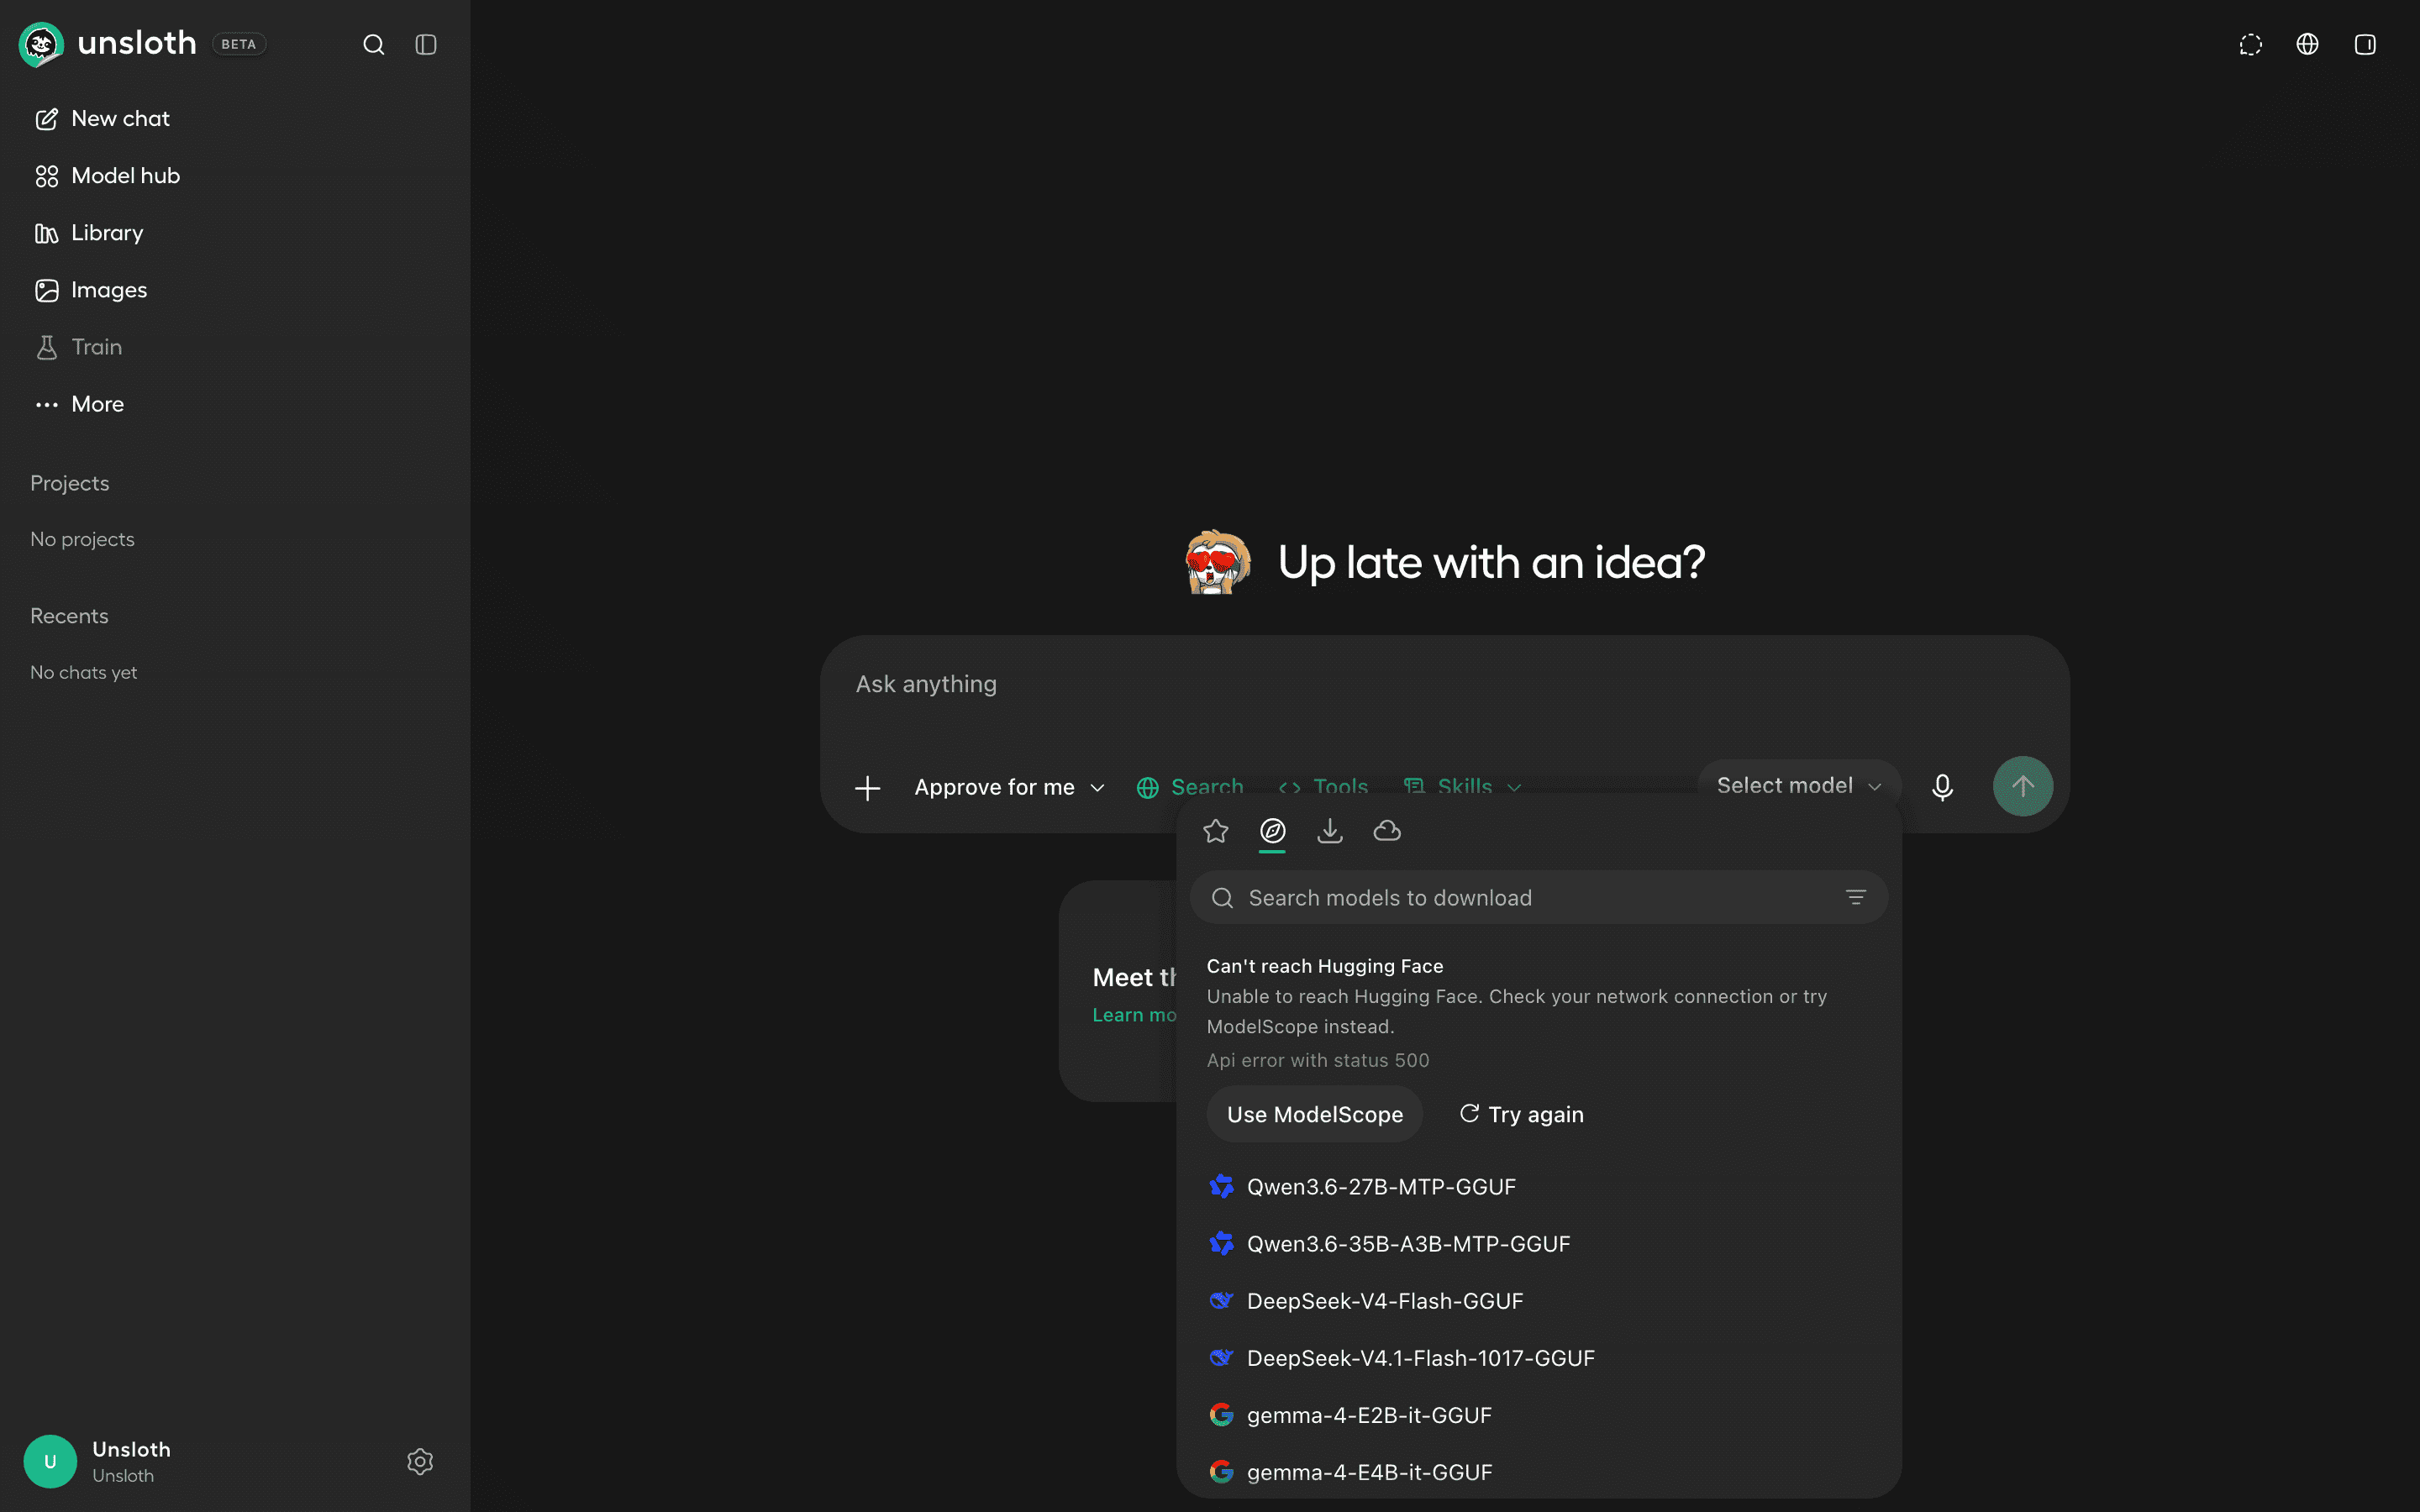 unsloth BETA
New chat
Model hub
Library
Images
Train
More
Projects
No projects
Recents
No chats yet
Unsloth
Unsloth
U
Up late with an idea?
Ask anything
Approve for me
Search
Tools
Skills
Select model
Meet
Learn
Search models to download
Can't reach Hugging Face
Unable to reach Hugging Face. Check your network connection or try
ModelScope instead.
Api error with status 500
Use ModelScope
Try again
Qwen3.6-27B-MTP-GGUF
Qwen3.6-35B-A3B-MTP-GGUF
DeepSeek-V4-Flash-GGUF
DeepSeek-V4.1-Flash-1017-GGUF
gemma-4-E2B-it-GGUF
gemma-4-E4B-it-GGUF